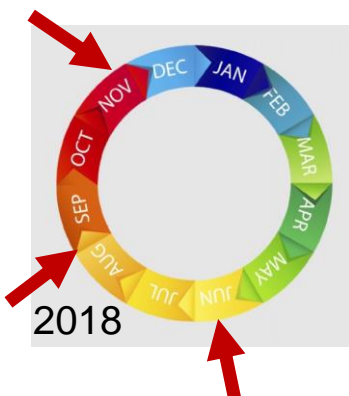 JAN
FEB
MAR
APR
MAY
JUN
JUL
AUG
SEP
OCT
NOV
DEC
2018